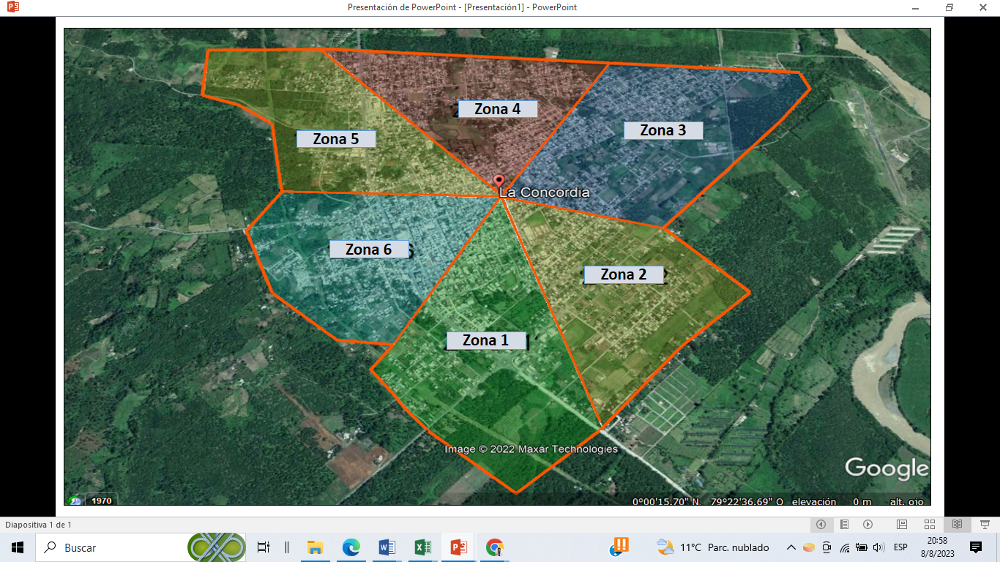 Presentación de PowerPoint - [Presentación1] - PowerPoint
Zona 4
Zona 3
Zona 5
La Concordia
Zona 6
Zona 2
Zona 1
Image © 2022 Maxar Technologies
Google
1970
0°00'15.70" N 79°22'36.69" O elevación 0 m alt. ojo
Diapositiva 1 de 1
Buscar
11°C Parc. nublado
ESP
20:58
8/8/2023